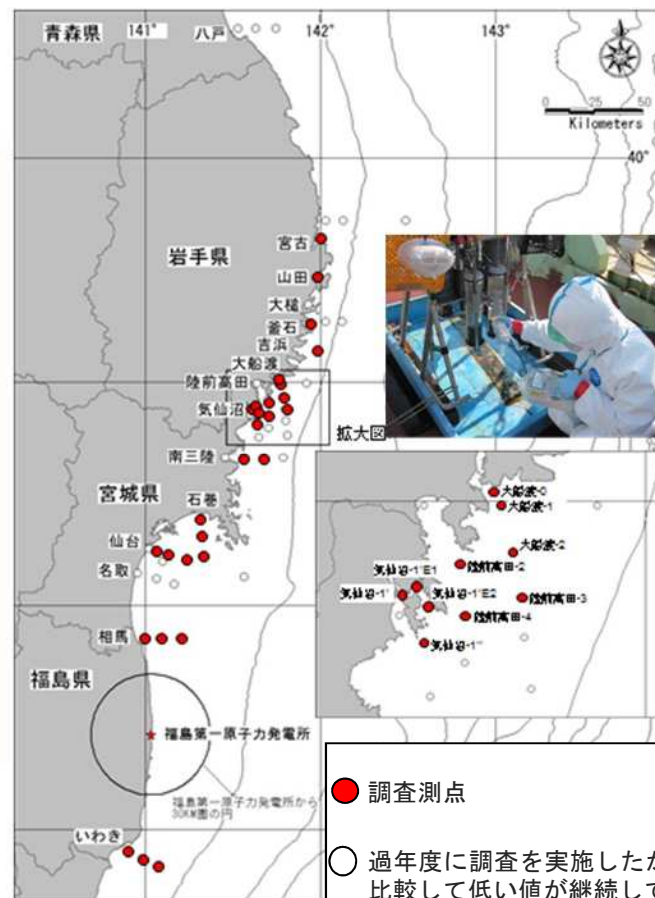 141°
142°
143°
青森県
八戸
0 25 50
Kilometers
40°
岩手県
宮古
山田
大槌
釜石
吉浜
大船渡
陸前高田
気仙沼
拡大図
南三陸
宮城県
石巻
仙台
名取
相馬
福島県
福島第一原子力発電所
福島第一原子力発電所から
30KM圏の円
いわき
大船渡-0
大船渡-1
大船渡-2
陸前高田-2
気仙沼-1'E1
気仙沼-1'
気仙沼-1'E2
陸前高田-3
陸前高田-4
気仙沼-1''
調査測点
過年度に調査を実施したが
比較して低い値が継続して